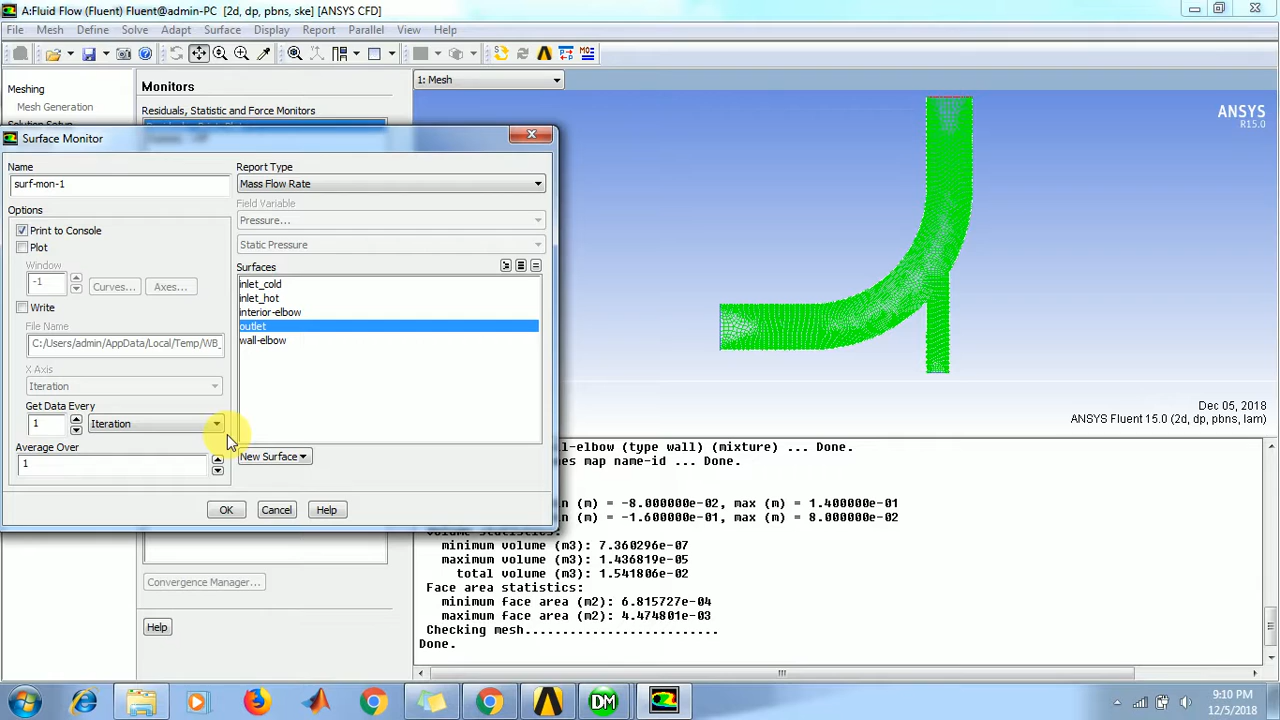 A:Fluid Flow (Fluent) Fluent@admin-PC [2d, dp, pbns, ske] [ANSYS CFD]
File Mesh Define Solve Adapt Surface Display Report Parallel View Help
Meshing
Mesh Generation
Monitors
Residuals, Statistic and Force Monitors
1: Mesh
Surface Monitor
Name
surf-mon-1
Options
Print to Console
Plot
Window
-1
Curves...
Axes...
Write
File Name
C:/Users/admin/AppData/Local/Temp/WB_
X Axis
Iteration
Get Data Every
1
Iteration
Average Over
1
Report Type
Mass Flow Rate
Field Variable
Pressure...
Static Pressure
Surfaces
inlet_cold
inlet_hot
interior-elbow
outlet
wall-elbow
New Surface
OK
Cancel
Help
Convergence Manager...
Help
ANSYS
R15.0
Dec 05, 2018
ANSYS Fluent 15.0 (2d, dp, pbns, lam)
ll-elbow (type wall) (mixture) ... Done.
es map name-id ... Done.
n (m) = -8.000000e-02, max (m) = 1.400000e-01
n (m) = -1.600000e-01, max (m) = 8.000000e-02
minimum volume (m3): 7.360296e-07
maximum volume (m3): 1.436819e-05
total volume (m3): 1.541806e-02
Face area statistics:
minimum face area (m2): 6.815727e-04
maximum face area (m2): 4.474801e-03
Checking mesh.........................
Done.
DM
9:10 PM
12/5/2018